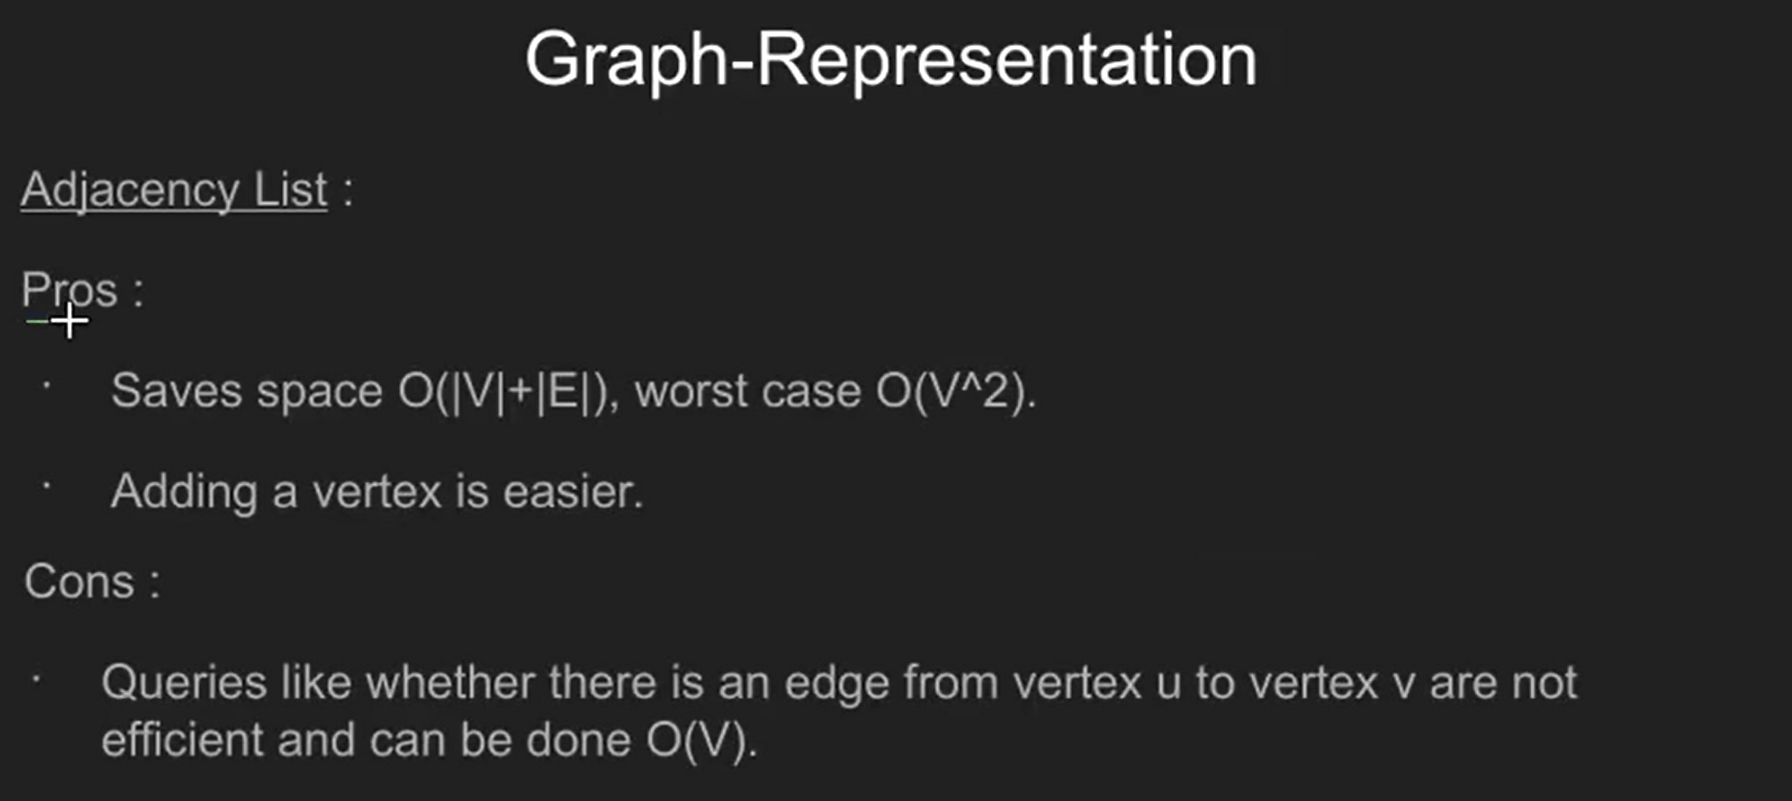 Graph-Representation
Adjacency List :
Pros :
· Saves space O(|V|+|E|), worst case O(V^2).
· Adding a vertex is easier.
Cons :
· Queries like whether there is an edge from vertex u to vertex v are not
efficient and can be done O(V).